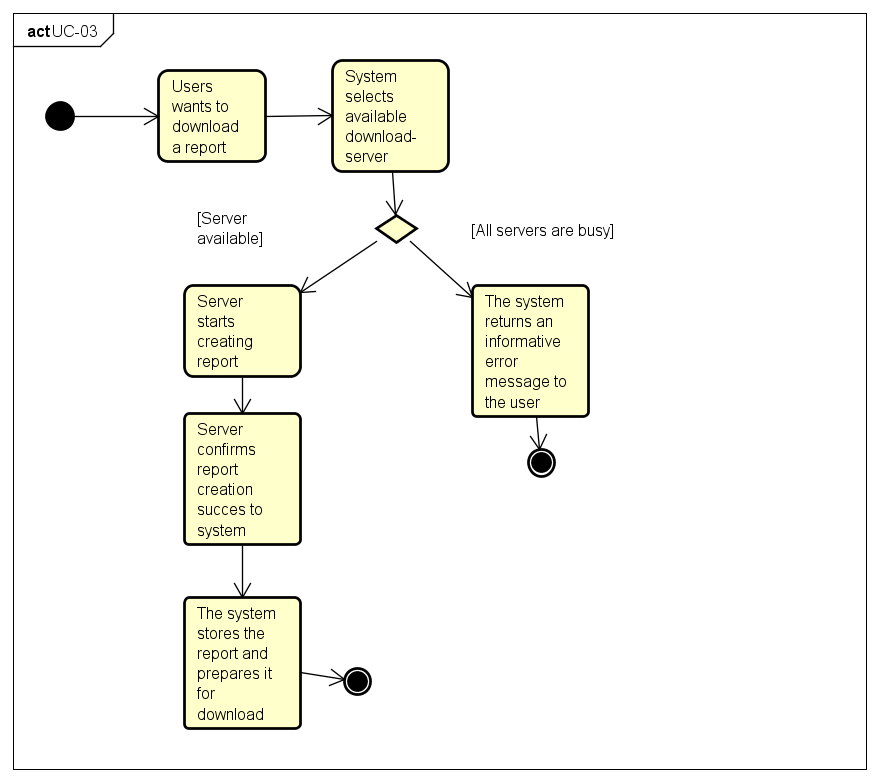 act UC-03
Users
wants to
download
a report
System
selects
available
download-
server
[Server
available]
[All servers are busy]
Server
starts
creating
report
The system
returns an
informative
error
message to
the user
Server
confirms
report
creation
succes to
system
The system
stores the
report and
prepares it
for
download